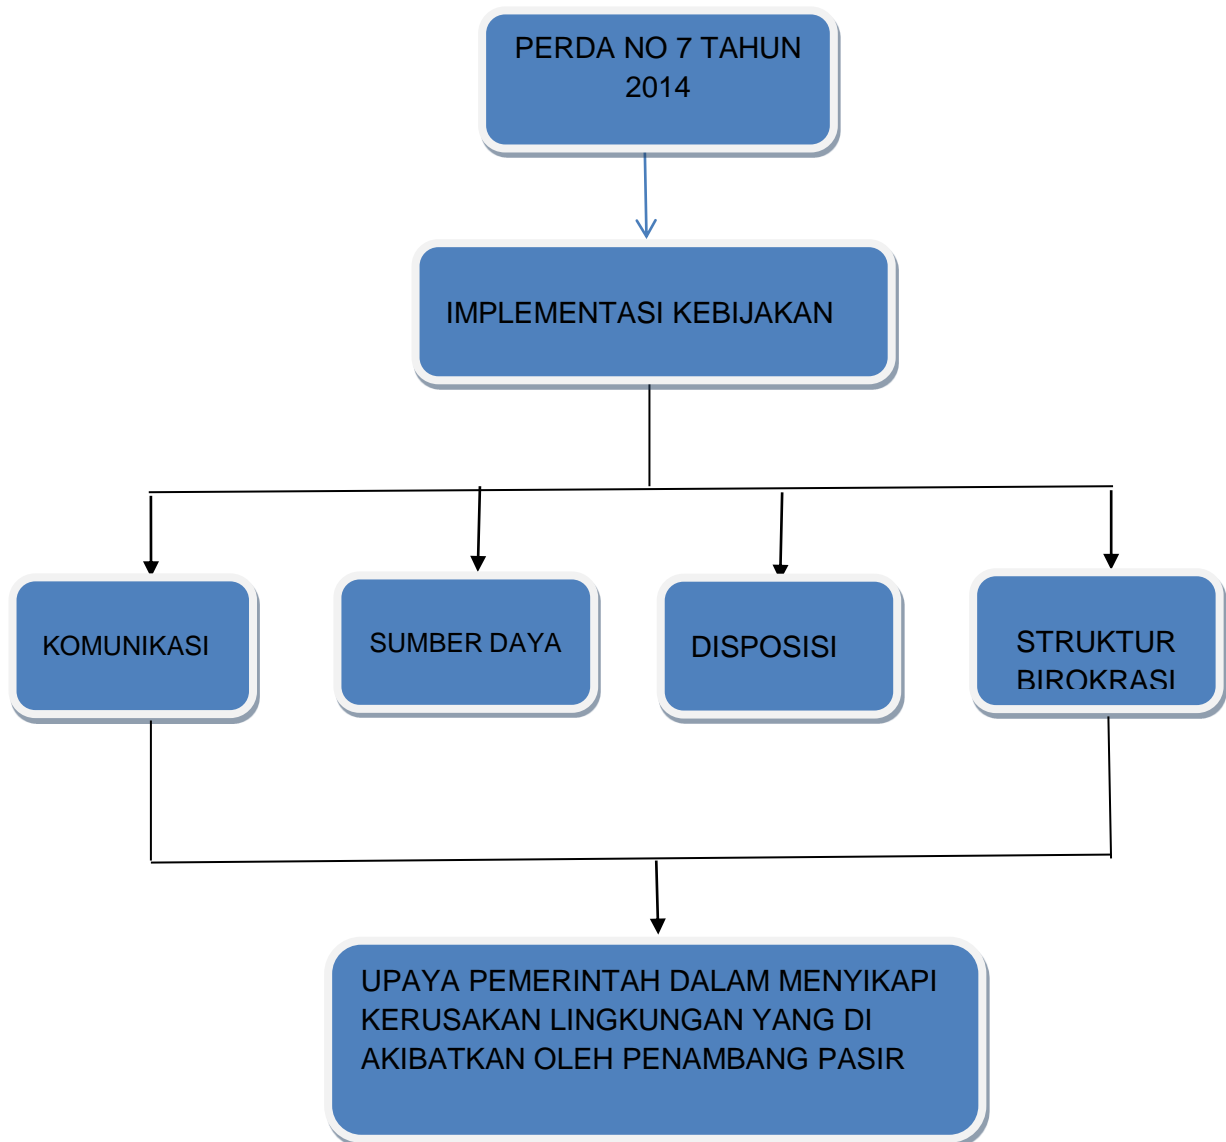 PERDA NO 7 TAHUN
2014
IMPLEMENTASI KEBIJAKAN
KOMUNIKASI
SUMBER DAYA
DISPOSISI
STRUKTUR
BIROKRASI
UPAYA PEMERINTAH DALAM MENYIKAPI
KERUSAKAN LINGKUNGAN YANG DI
AKIBATKAN OLEH PENAMBANG PASIR